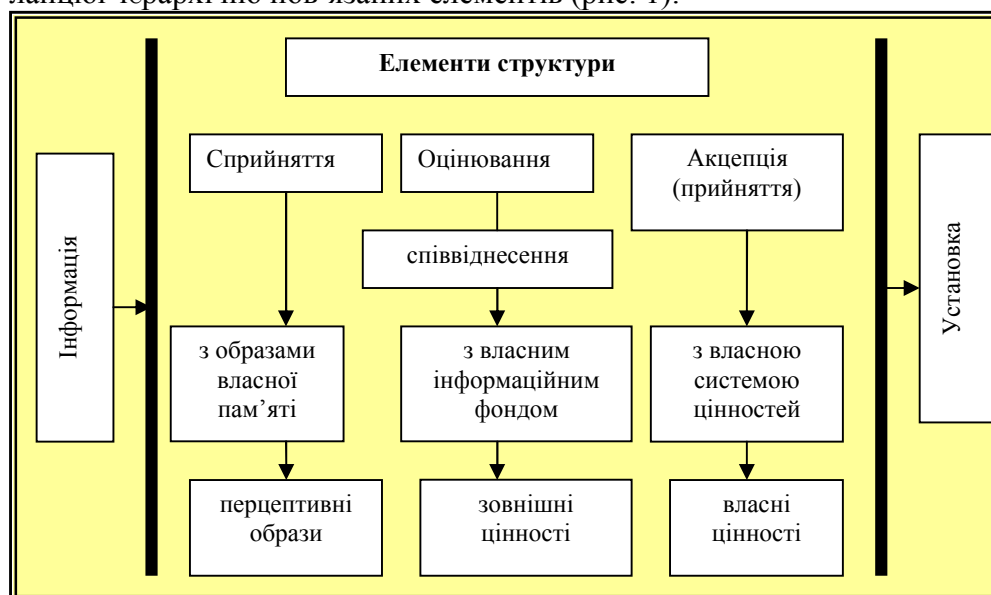 ланцюг ієрархічно пов'язаних елементів (рис. 1).
Елементи структури
Інформація
Сприйняття
Оцінювання
Акцепція
(прийняття)
співвіднесення
з образами
власної
пам’яті
з власним
інформаційним
фондом
з власною
системою
цінностей
перцептивні
образи
зовнішні
цінності
власні
цінності
Установка